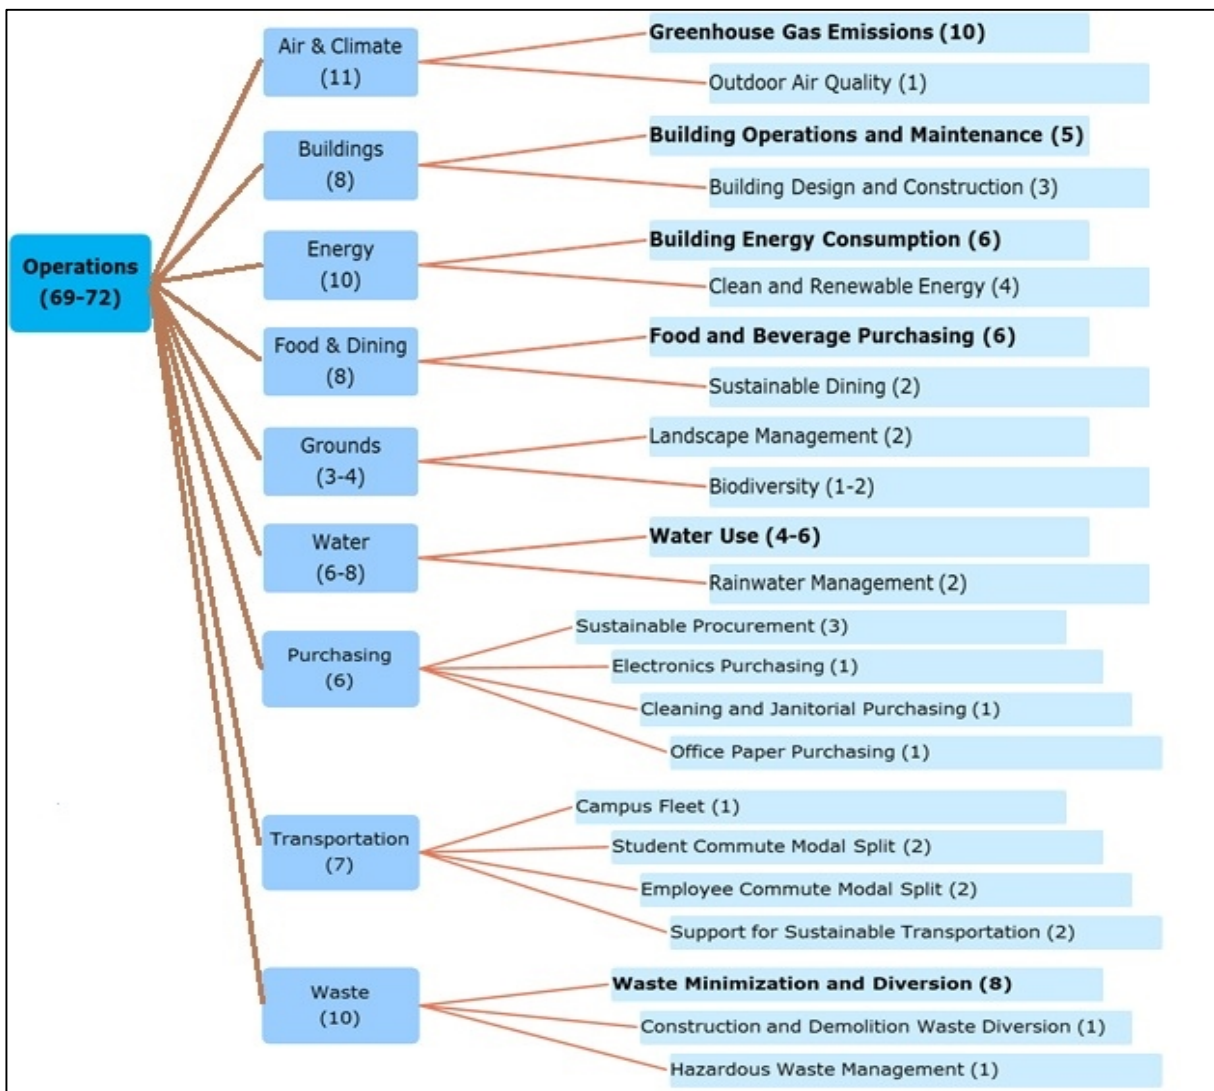 Operations
(69-72)
Air & Climate
(11)
Greenhouse Gas Emissions (10)
Outdoor Air Quality (1)
Buildings
(8)
Building Operations and Maintenance (5)
Building Design and Construction (3)
Energy
(10)
Building Energy Consumption (6)
Clean and Renewable Energy (4)
Food & Dining
(8)
Food and Beverage Purchasing (6)
Sustainable Dining (2)
Grounds
(3-4)
Landscape Management (2)
Biodiversity (1-2)
Water
(6-8)
Water Use (4-6)
Rainwater Management (2)
Purchasing
(6)
Sustainable Procurement (3)
Electronics Purchasing (1)
Cleaning and Janitorial Purchasing (1)
Office Paper Purchasing (1)
Transportation
(7)
Campus Fleet (1)
Student Commute Modal Split (2)
Employee Commute Modal Split (2)
Support for Sustainable Transportation (2)
Waste
(10)
Waste Minimization and Diversion (8)
Construction and Demolition Waste Diversion (1)
Hazardous Waste Management (1)